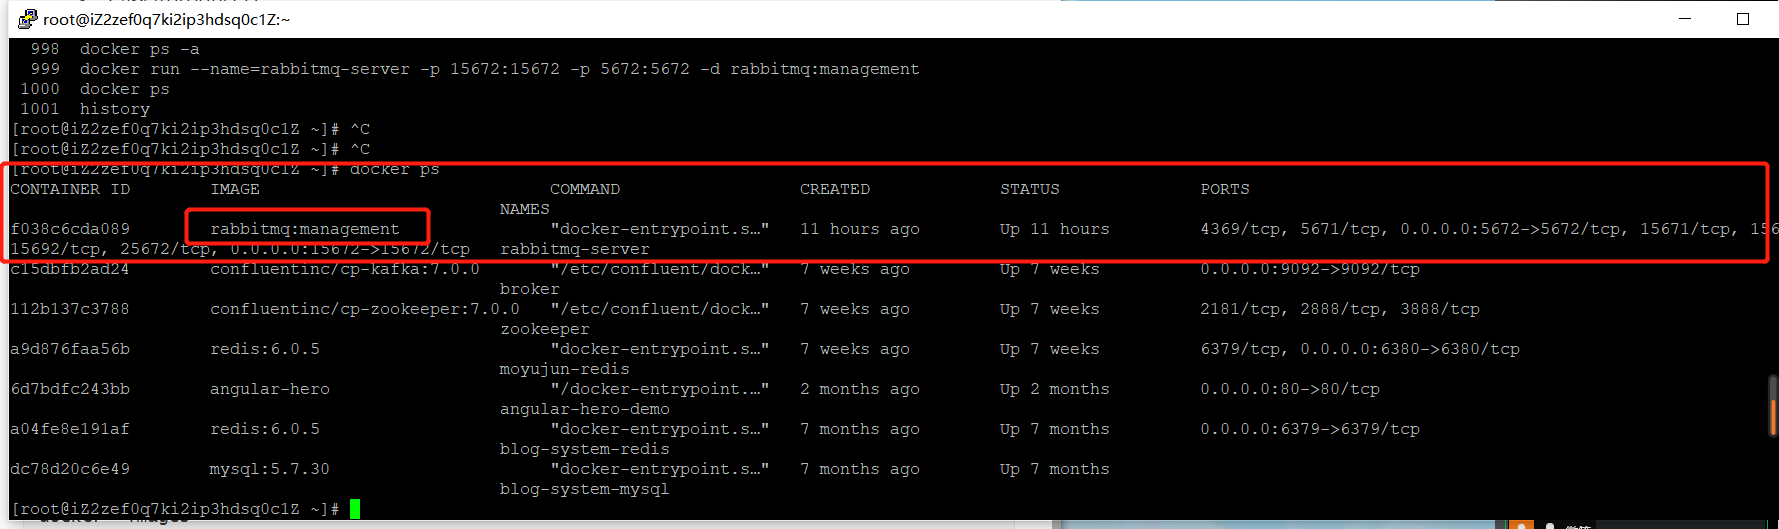 root@iZ2zef0q7ki2ip3hdsq0c1Z:~
998 docker ps -a
999 docker run --name=rabbitmq-server -p 15672:15672 -p 5672:5672 -d rabbitmq:management
1000 docker ps
1001 history
[root@iZ2zef0q7ki2ip3hdsq0c1Z ~]# ^C
[root@iZ2zef0q7ki2ip3hdsq0c1Z ~]# ^C
[root@iZ2zef0q7ki2ip3hdsq0c1Z ~]# docker ps
CONTAINER ID IMAGE COMMAND CREATED STATUS PORTS
NAMES
f038c6cda089 rabbitmq:management "docker-entrypoint.s…" 11 hours ago Up 11 hours 4369/tcp, 5671/tcp, 0.0.0.0:5672->5672/tcp, 15671/tcp, 156
15692/tcp, 25672/tcp, 0.0.0.0:15672->15672/tcp rabbitmq-server
c15dbfb2ad24 confluentinc/cp-kafka:7.0.0 "/etc/confluent/dock…" 7 weeks ago Up 7 weeks 0.0.0.0:9092->9092/tcp
broker
112b137c3788 confluentinc/cp-zookeeper:7.0.0 "/etc/confluent/dock…" 7 weeks ago Up 7 weeks 2181/tcp, 2888/tcp, 3888/tcp
zookeeper
a9d876faa56b redis:6.0.5 "docker-entrypoint.s…" 7 weeks ago Up 7 weeks 6379/tcp, 0.0.0.0:6380->6380/tcp
moyujun-redis
6d7bdfc243bb angular-hero "/docker-entrypoint.…" 2 months ago Up 2 months 0.0.0.0:80->80/tcp
angular-hero-demo
a04fe8e191af redis:6.0.5 "docker-entrypoint.s…" 7 months ago Up 7 months 0.0.0.0:6379->6379/tcp
blog-system-redis
dc78d20c6e49 mysql:5.7.30 "docker-entrypoint.s…" 7 months ago Up 7 months
blog-system-mysql
[root@iZ2zef0q7ki2ip3hdsq0c1Z ~]#